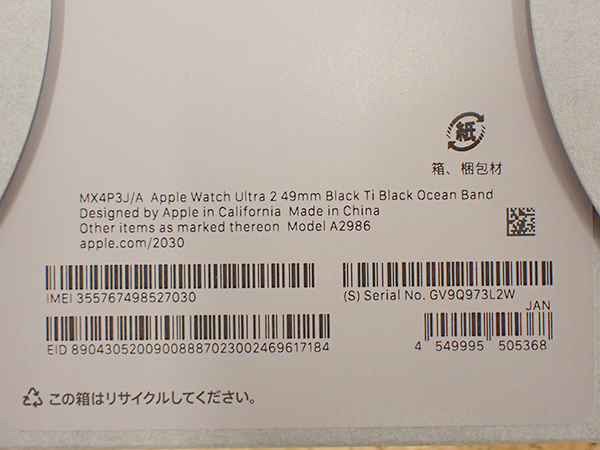 紙
箱、梱包材
MX4P3J/A Apple Watch Ultra 2 49mm Black Ti Black Ocean Band
Designed by Apple in California Made in China
Other items as marked thereon Model A2986
apple.com/2030
IMEI 355767498527030
(S) Serial No. GV9Q973L2W
JAN
EID 89043052009008887023002469617184
4 549995 505368
この箱はリサイクルしてください。